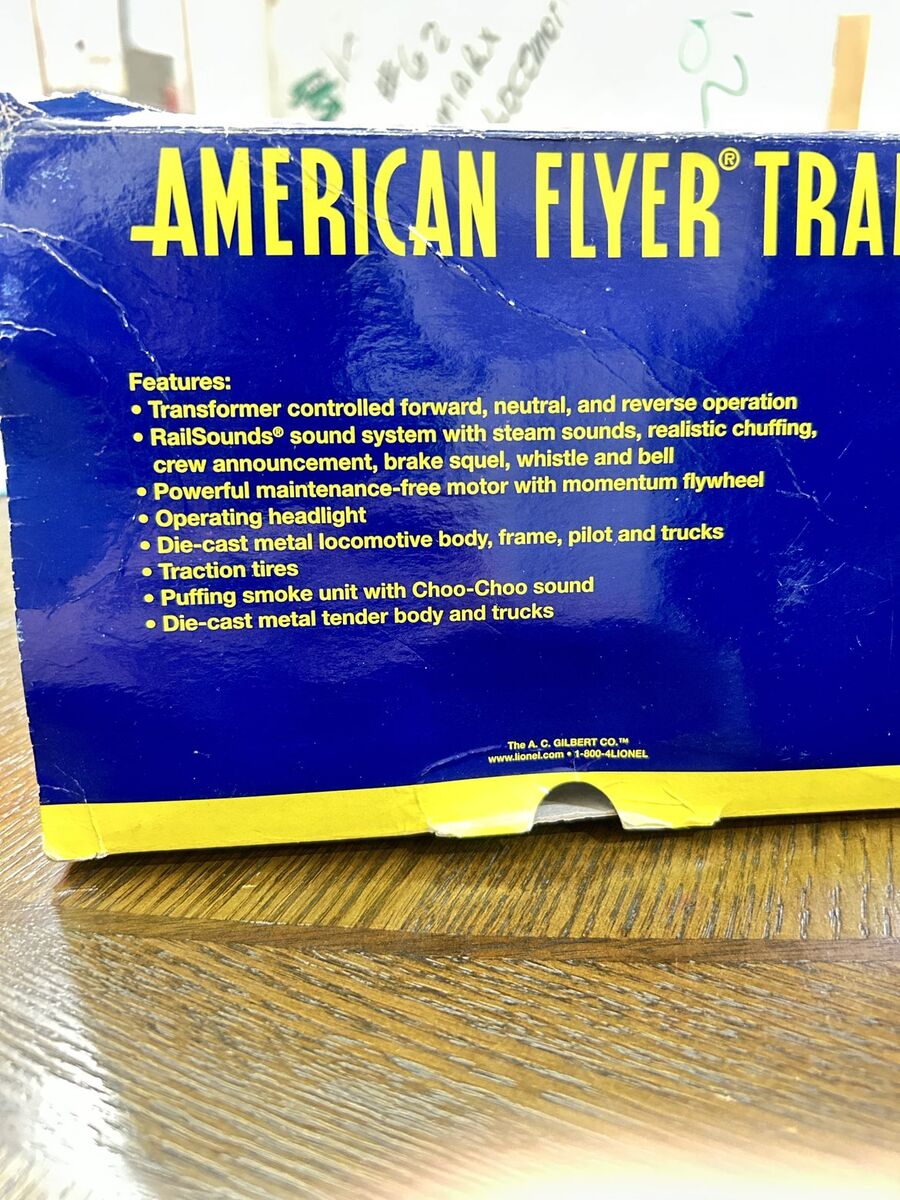 #62
MARX
AMERICAN FLYER® TRAI
Features:
• Transformer controlled forward, neutral, and reverse operation
• RailSounds® sound system with steam sounds, realistic chuffing,
crew announcement, brake squel, whistle and bell
• Powerful maintenance-free motor with momentum flywheel
• Operating headlight
• Die-cast metal locomotive body, frame, pilot and trucks
• Traction tires
• Puffing smoke unit with Choo-Choo sound
• Die-cast metal tender body and trucks
The A. C. GILBERT CO.™
www.lionel.com • 1-800-4LIONEL